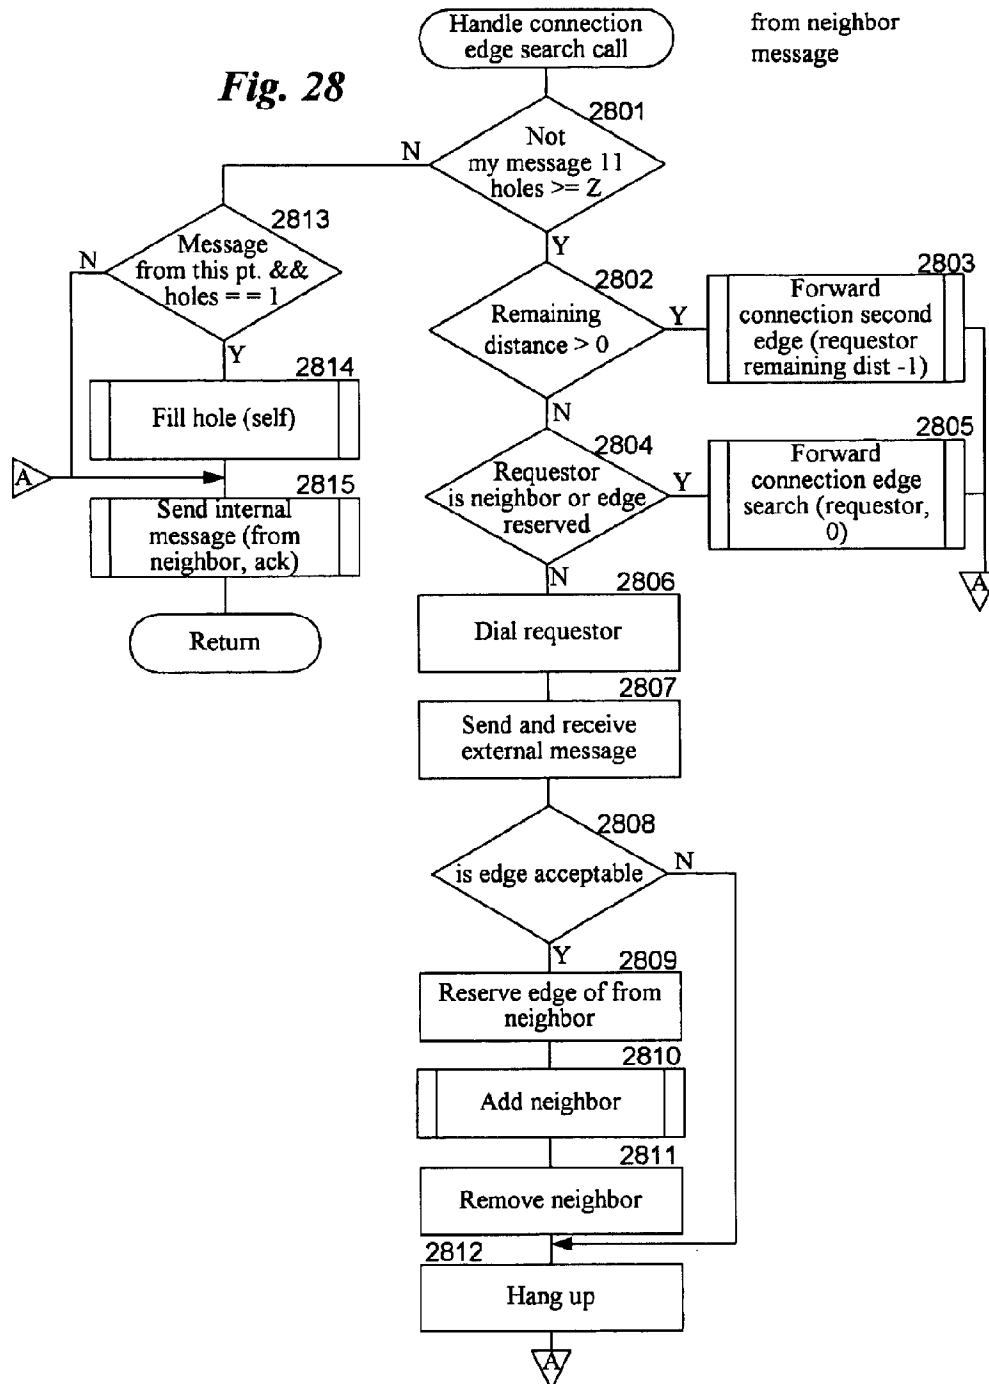 Handle connection
edge search call
from neighbor
message
Fig. 28
2801
Not
my message 11
holes >= Z
N
Y
2813
Message
from this pt. &&
holes = = 1
N
Y
2802
Remaining
distance > 0
Y
N
2803
Forward
connection second
edge (requestor
remaining dist -1)
2814
Fill hole (self)
2804
Requestor
is neighbor or edge
reserved
Y
N
2805
Forward
connection edge
search (requestor,
0)
A
2815
Send internal
message (from
neighbor, ack)
A
Return
2806
Dial requestor
2807
Send and receive
external message
2808
is edge acceptable
N
Y
2809
Reserve edge of from
neighbor
2810
Add neighbor
2811
Remove neighbor
2812
Hang up
A